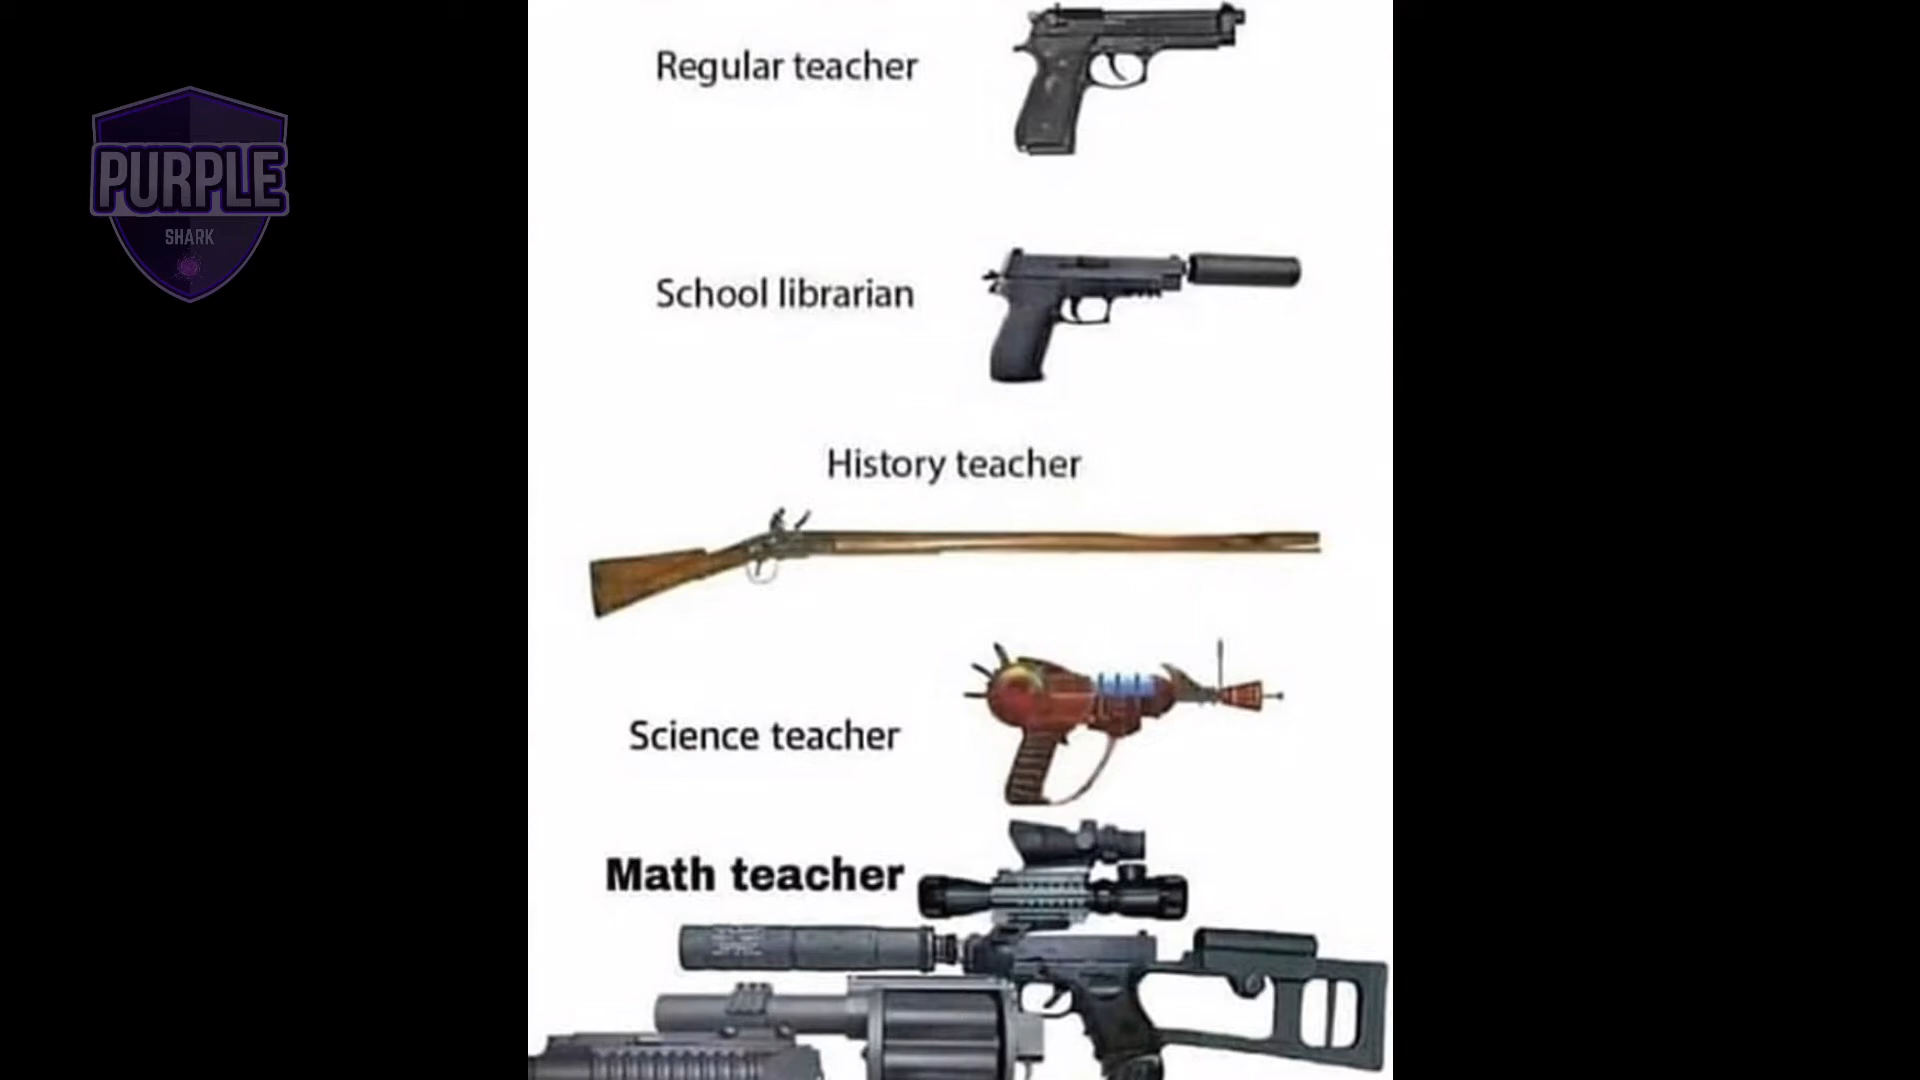 Regular teacher
PURPLE
SHARK
School librarian
History teacher
Science teacher
Math teacher